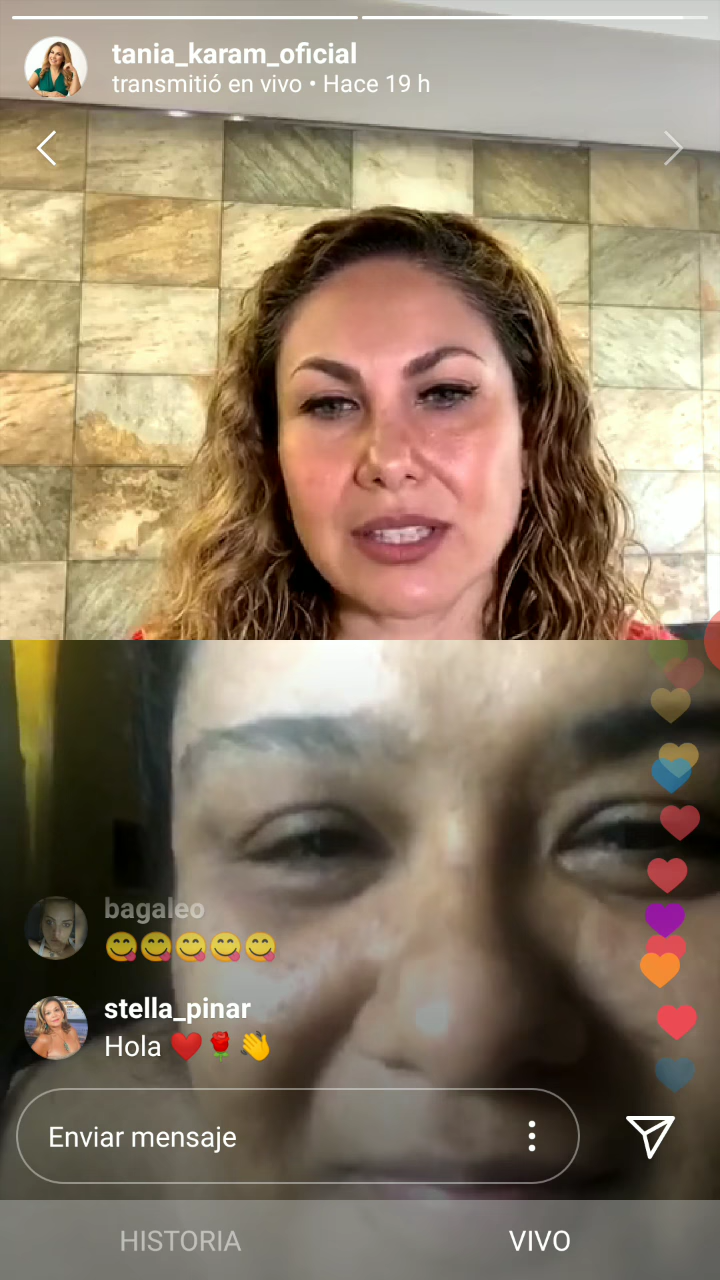 tania_karam_oficial
transmitió en vivo • Hace 19 h
bagaleo
😋😋😋😋😋
stella_pinar
Hola ❤️🌹👋
Enviar mensaje
HISTORIA
VIVO